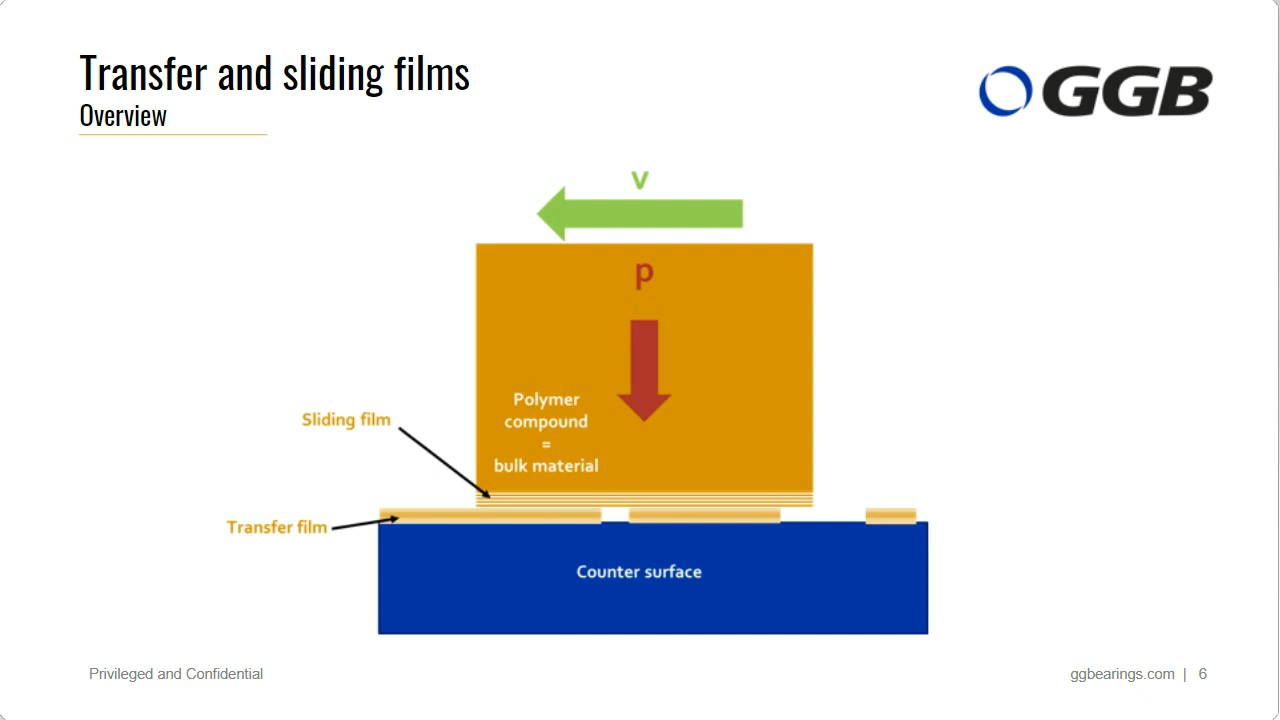 Transfer and sliding films
Overview
GGB
v
p
Polymer
compound
=
bulk material
Sliding film
Transfer film
Counter surface
Privileged and Confidential
ggbearings.com | 6